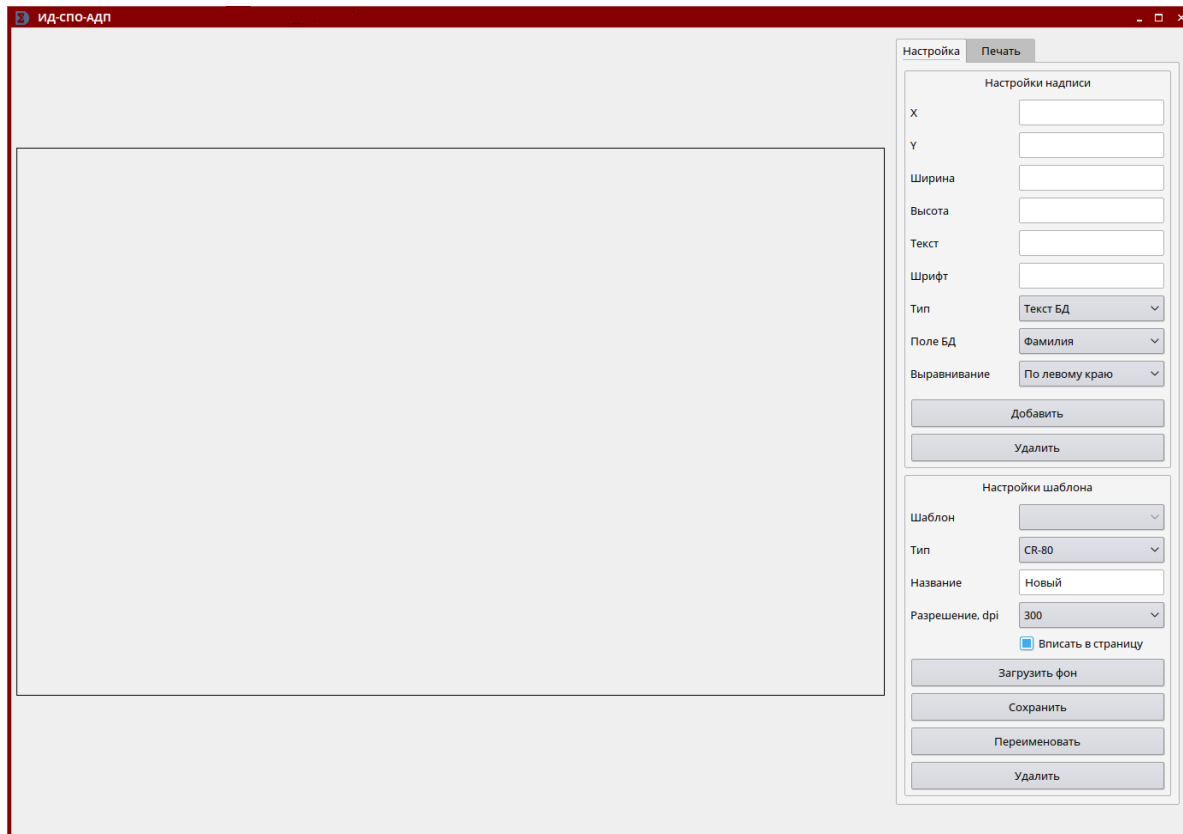 ИД-СПО-АДП
Настройка Печать
Настройки надписи
X
Y
Ширина
Высота
Текст
Шрифт
Тип Текст БД
Поле БД Фамилия
Выравнивание По левому краю
Добавить
Удалить
Настройки шаблона
Шаблон
Тип CR-80
Название Новый
Разрешение, dpi 300
Вписать в страницу
Загрузить фон
Сохранить
Переименовать
Удалить